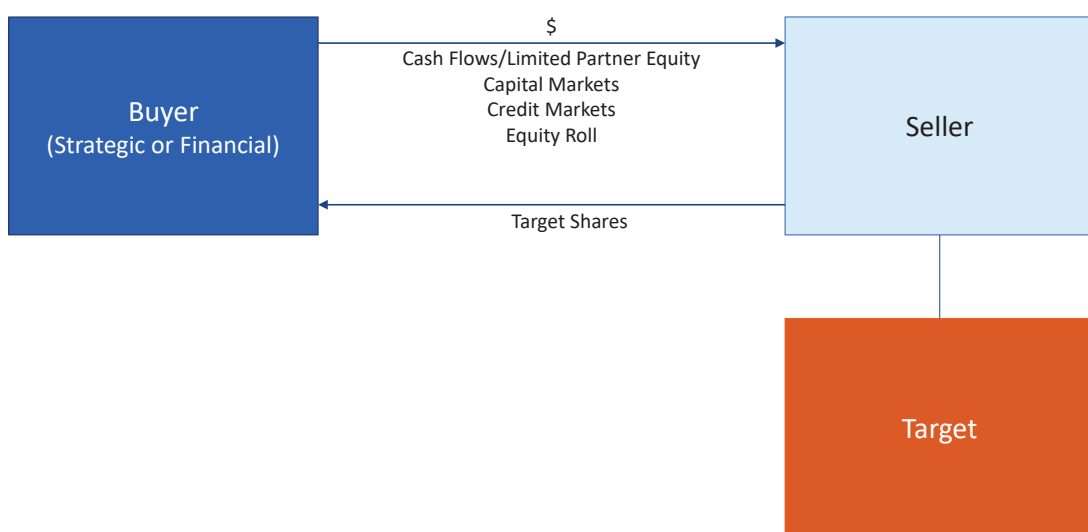 $
Cash Flows/Limited Partner Equity
Capital Markets
Credit Markets
Equity Roll
Buyer
(Strategic or Financial)
Seller
Target Shares
Target